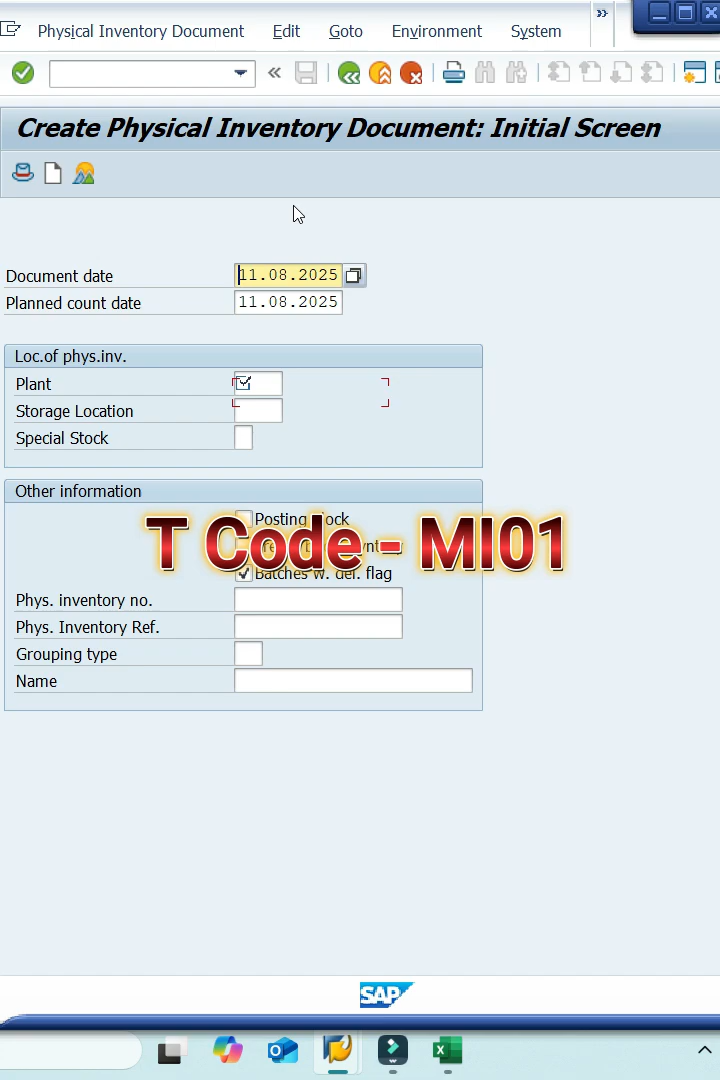 Physical Inventory Document Edit Goto Environment System
Create Physical Inventory Document: Initial Screen
Document date 11.08.2025
Planned count date 11.08.2025
Loc.of phys.inv.
Plant
Storage Location
Special Stock
Other information
Posting Block
T Code - MI01
Batches w. del. flag
Phys. inventory no.
Phys. Inventory Ref.
Grouping type
Name
SAP